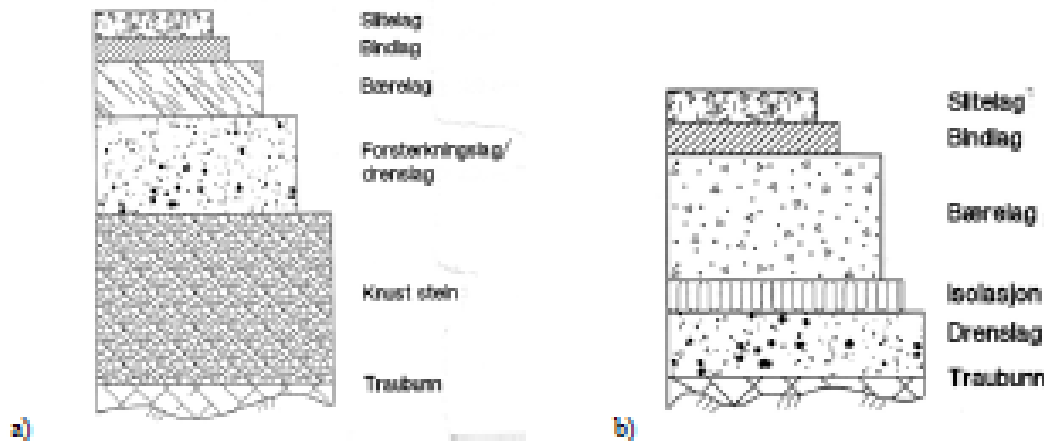 Slitelag
Bindlag
Bærelag
Forsterkningslag/
drenslag
Knust stein
Traubunn
a)
Slitelag
Bindlag
Bærelag
Isolasjon
Drenslag
Traubunn
b)